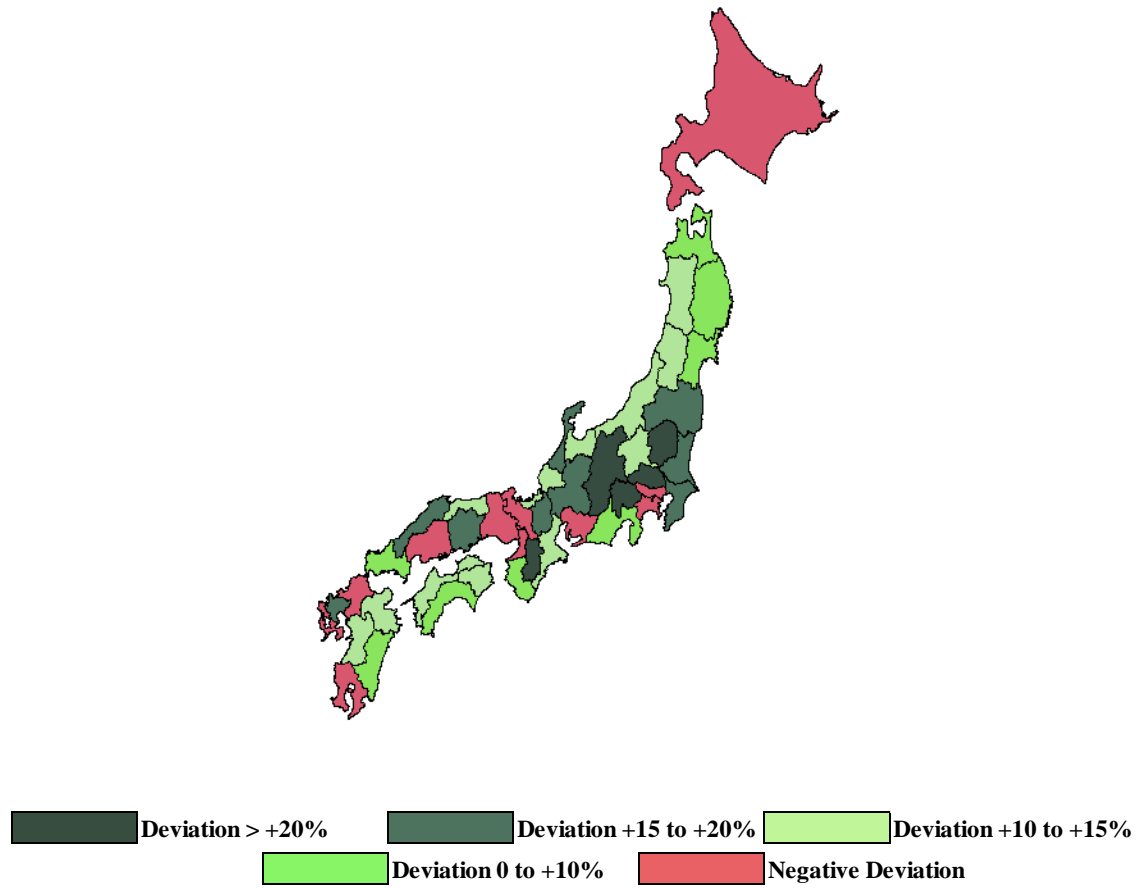 Deviation > +20%
Deviation +15 to +20%
Deviation +10 to +15%
Deviation 0 to +10%
Negative Deviation